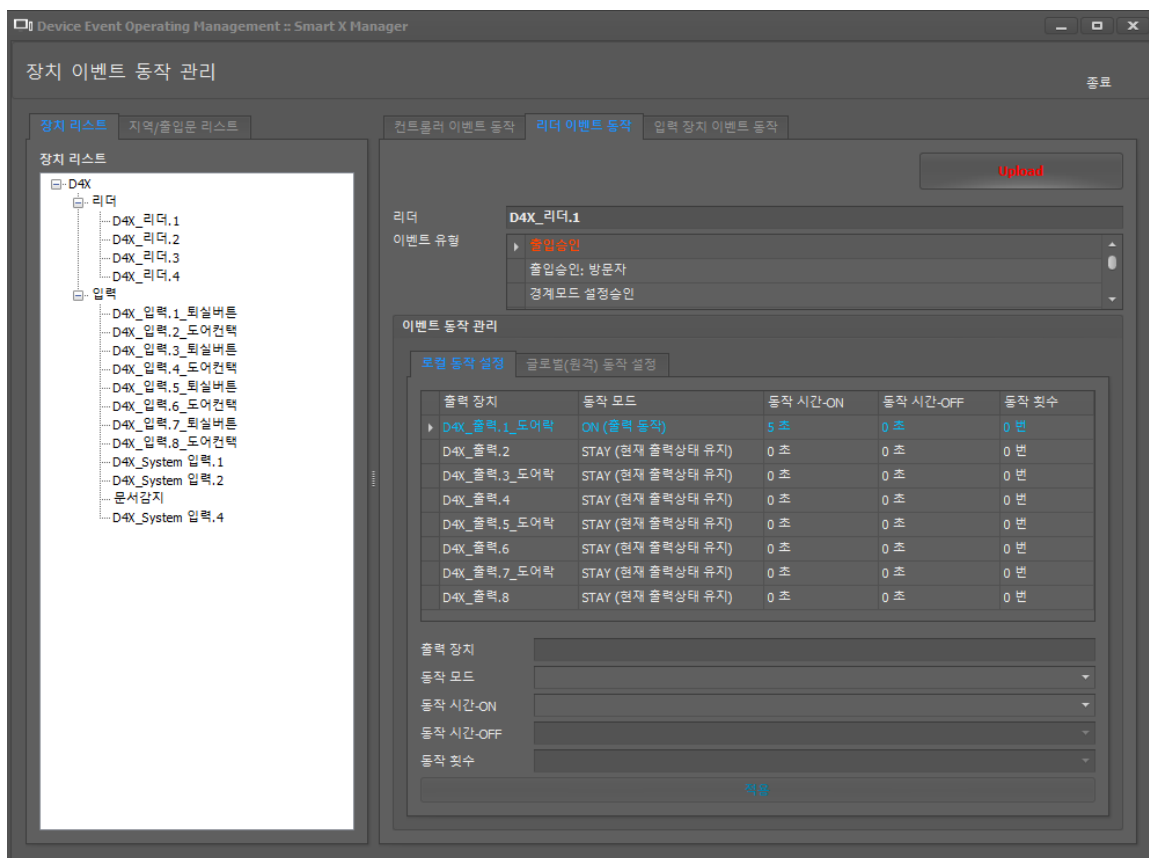 Device Event Operating Management :: Smart X Manager
장치 이벤트 동작 관리
종료
장치 리스트 지역/출입문 리스트
장치 리스트
D4X
리더
D4X_리더.1
D4X_리더.2
D4X_리더.3
D4X_리더.4
입력
D4X_입력.1_퇴실버튼
D4X_입력.2_도어컨택
D4X_입력.3_퇴실버튼
D4X_입력.4_도어컨택
D4X_입력.5_퇴실버튼
D4X_입력.6_도어컨택
D4X_입력.7_퇴실버튼
D4X_입력.8_도어컨택
D4X_System 입력.1
D4X_System 입력.2
문서감지
D4X_System 입력.4
컨트롤러 이벤트 동작 리더 이벤트 동작 입력 장치 이벤트 동작
Upload
리더 D4X_리더.1
이벤트 유형 출입승인
출입승인: 방문자
경계모드 설정승인
이벤트 동작 관리
로컬 동작 설정 글로벌(원격) 동작 설정
출력 장치 동작 모드 동작 시간-ON 동작 시간-OFF 동작 횟수
D4X_출력.1_도어락 ON (출력 동작) 5 초 0 초 0 번
D4X_출력.2 STAY (현재 출력상태 유지) 0 초 0 초 0 번
D4X_출력.3_도어락 STAY (현재 출력상태 유지) 0 초 0 초 0 번
D4X_출력.4 STAY (현재 출력상태 유지) 0 초 0 초 0 번
D4X_출력.5_도어락 STAY (현재 출력상태 유지) 0 초 0 초 0 번
D4X_출력.6 STAY (현재 출력상태 유지) 0 초 0 초 0 번
D4X_출력.7_도어락 STAY (현재 출력상태 유지) 0 초 0 초 0 번
D4X_출력.8 STAY (현재 출력상태 유지) 0 초 0 초 0 번
출력 장치
동작 모드
동작 시간-ON
동작 시간-OFF
동작 횟수
적용